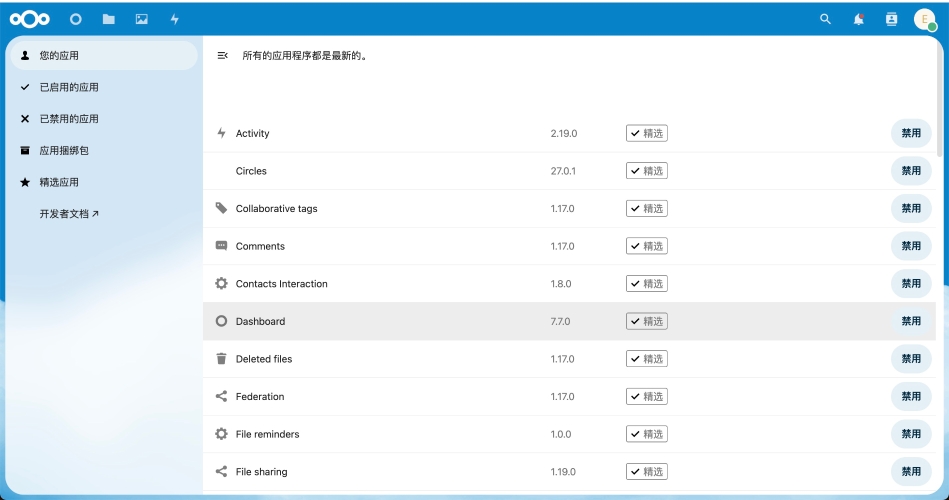 E
您的应用
已启用的应用
已禁用的应用
应用捆绑包
精选应用
开发者文档 ↗
所有的应用程序都是最新的。
Activity 2.19.0 ✔ 精选 禁用
Circles 27.0.1 ✔ 精选 禁用
Collaborative tags 1.17.0 ✔ 精选 禁用
Comments 1.17.0 ✔ 精选 禁用
Contacts Interaction 1.8.0 ✔ 精选 禁用
Dashboard 7.7.0 ✔ 精选 禁用
Deleted files 1.17.0 ✔ 精选 禁用
Federation 1.17.0 ✔ 精选 禁用
File reminders 1.0.0 ✔ 精选 禁用
File sharing 1.19.0 ✔ 精选 禁用